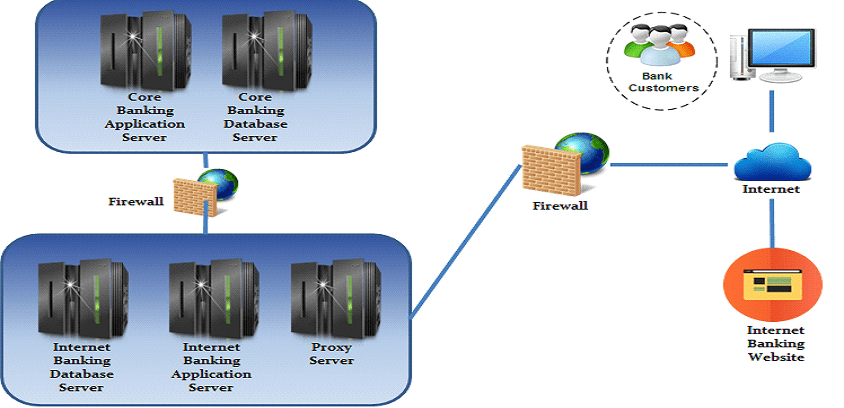 Core
Banking
Application
Server
Core
Banking
Database
Server
Bank
Customers
Firewall
Firewall
Internet
Internet
Banking
Database
Server
Internet
Banking
Application
Server
Proxy
Server
Internet
Banking
Website